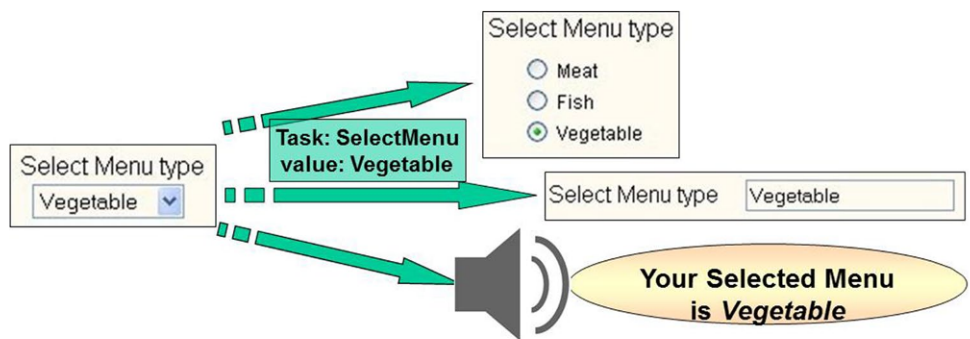 Select Menu type
Vegetable
Task: SelectMenu
value: Vegetable
Select Menu type
Meat
Fish
Vegetable
Select Menu type
Vegetable
Your Selected Menu
is Vegetable